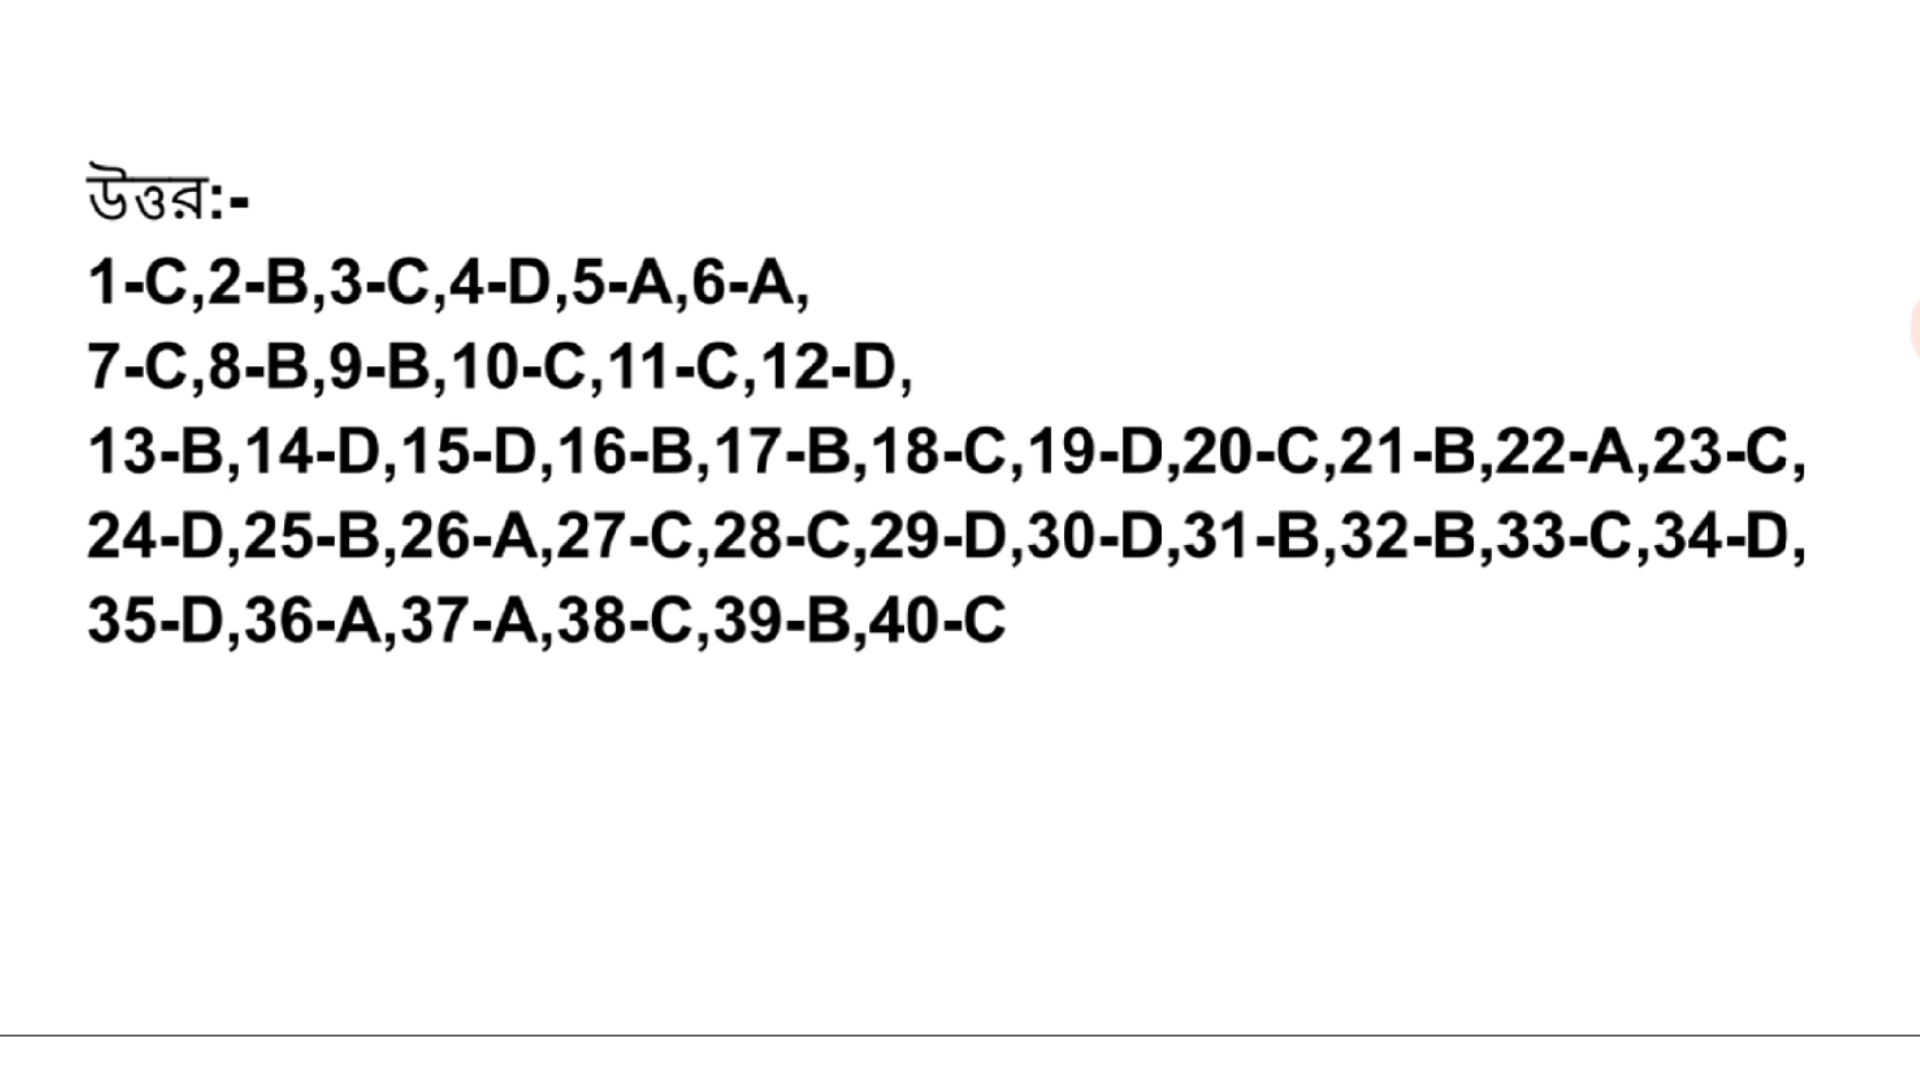 উত্তর:-
1-C,2-B,3-C,4-D,5-A,6-A,
7-C,8-B,9-B,10-C,11-C,12-D,
13-B,14-D,15-D,16-B,17-B,18-C,19-D,20-C,21-B,22-A,23-C,
24-D,25-B,26-A,27-C,28-C,29-D,30-D,31-B,32-B,33-C,34-D,
35-D,36-A,37-A,38-C,39-B,40-C